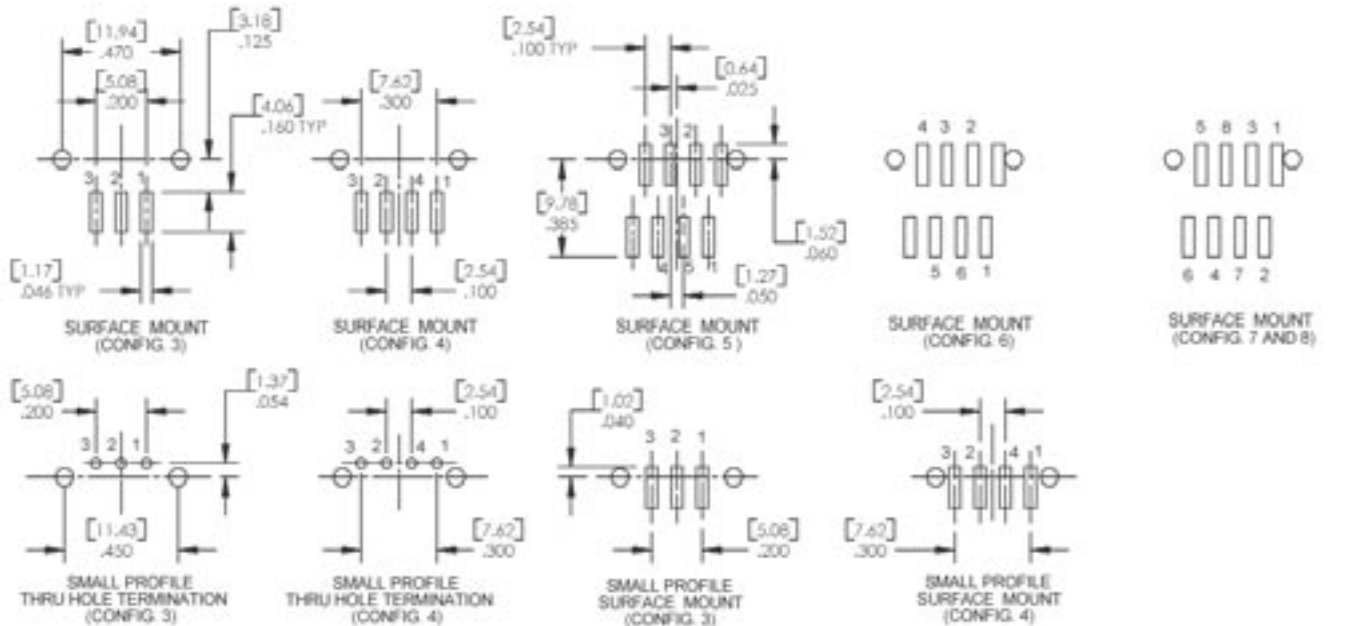 [11.94]
.470
[3.18]
.125
[5.08]
.200
[4.06]
.160 TYP
3 2 1
[1.17]
.046 TYP
SURFACE MOUNT
(CONFIG. 3)
[7.62]
.300
3 2 4 1
[2.54]
.100
SURFACE MOUNT
(CONFIG. 4)
[2.54]
.100 TYP
[0.64]
.025
3 2
[9.78]
.385
[1.52]
.060
4 5 1
[1.27]
.050
SURFACE MOUNT
(CONFIG. 5 )
4 3 2
5 6 1
SURFACE MOUNT
(CONFIG. 6)
5 8 3 1
6 4 7 2
SURFACE MOUNT
(CONFIG. 7 AND 8)
[5.08]
.200
[1.37]
.054
3 2 1
[11.43]
.450
SMALL PROFILE
THRU HOLE TERMINATION
(CONFIG. 3)
[2.54]
.100
3 2 4 1
[7.62]
.300
SMALL PROFILE
THRU HOLE TERMINATION
(CONFIG. 4)
[1.02]
.040
3 2 1
[5.08]
.200
SMALL PROFILE
SURFACE MOUNT
(CONFIG. 3)
[2.54]
.100
3 2 4 1
[7.62]
.300
SMALL PROFILE
SURFACE MOUNT
(CONFIG. 4)